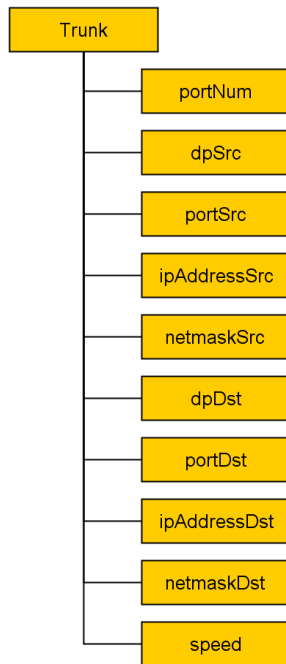 Trunk
portNum
dpSrc
portSrc
ipAddressSrc
netmaskSrc
dpDst
portDst
ipAddressDst
netmaskDst
speed